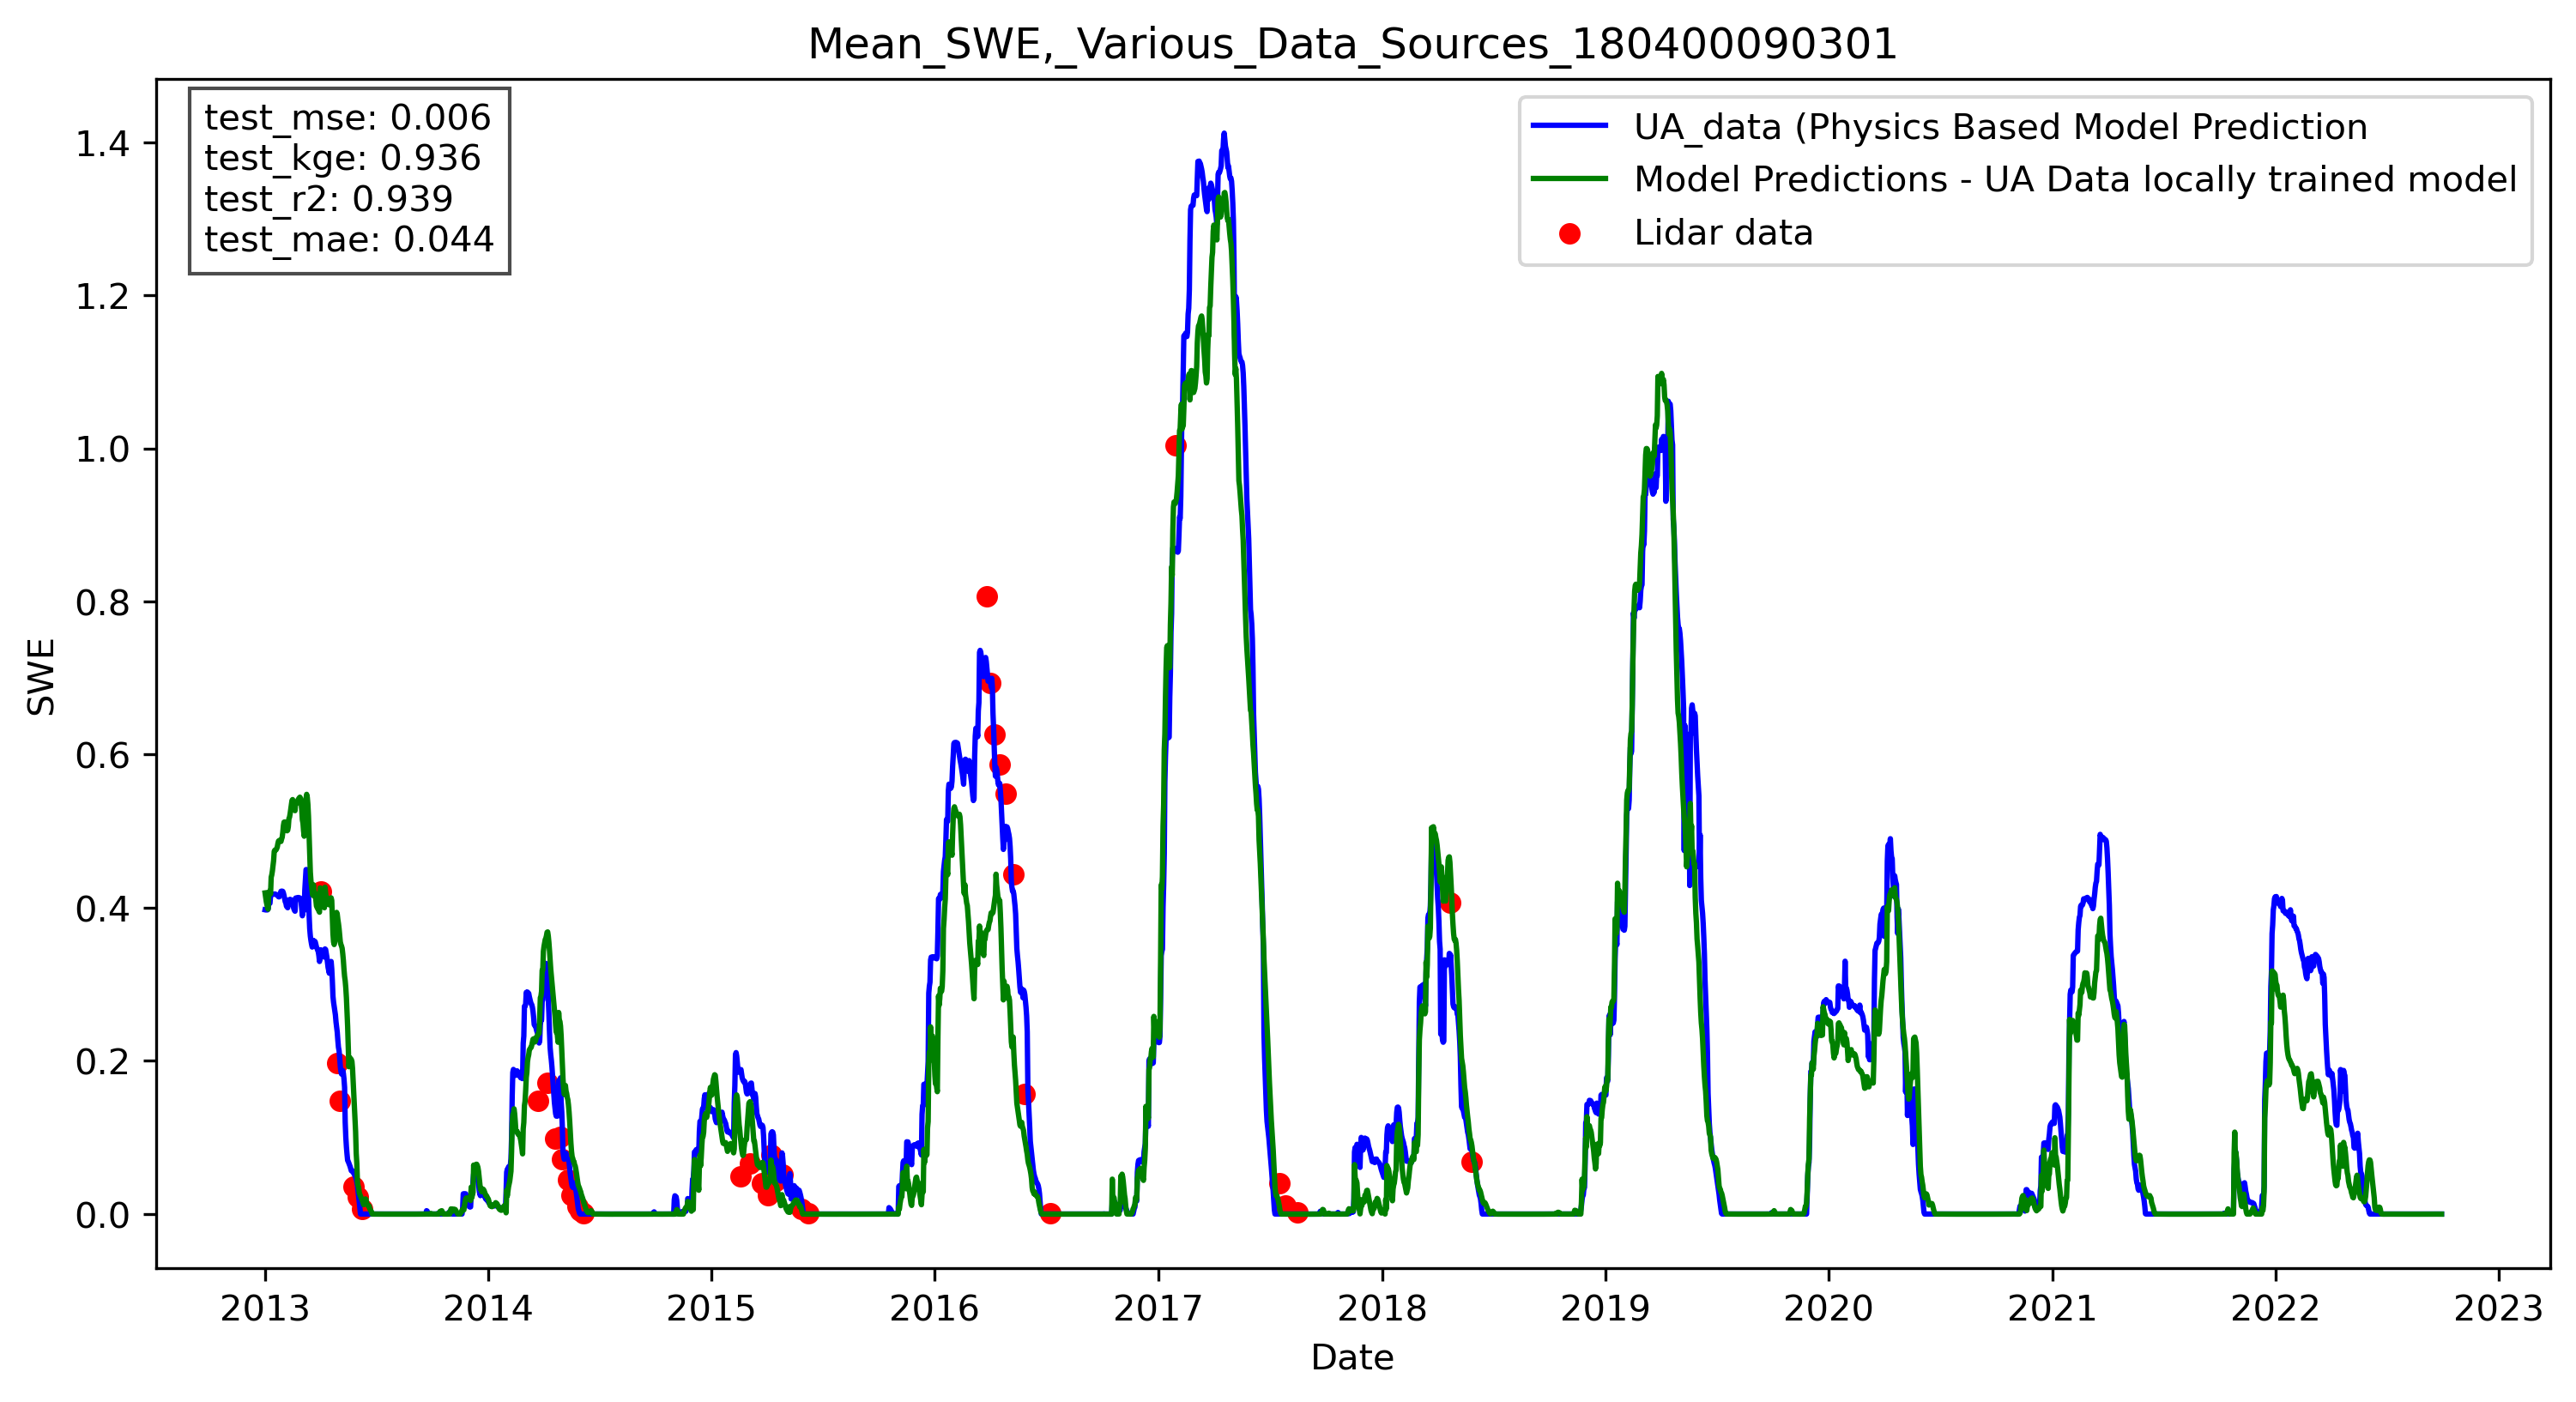 Mean_SWE,_Various_Data_Sources_180400090301
test_mse: 0.006
test_kge: 0.936
test_r2: 0.939
test_mae: 0.044
UA_data (Physics Based Model Prediction
Model Predictions - UA Data locally trained model
Lidar data
1.4
1.2
1.0
0.8
0.6
0.4
0.2
0.0
SWE
2013 2014 2015 2016 2017 2018 2019 2020 2021 2022 2023
Date